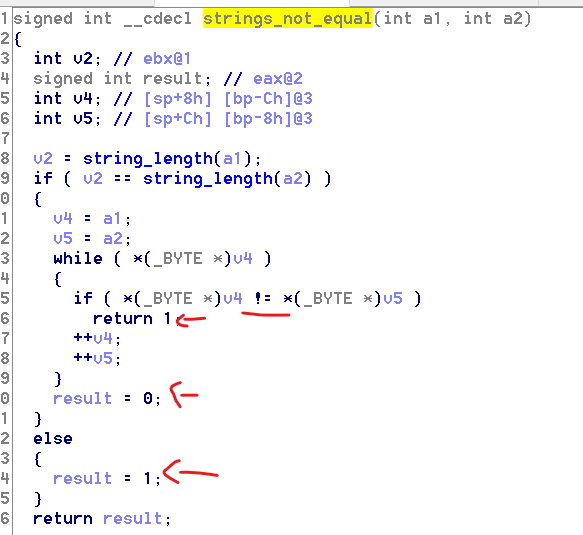 1 signed int __cdecl strings_not_equal(int a1, int a2)
2 {
3 int v2; // ebx@1
4 signed int result; // eax@2
5 int v4; // [sp+8h] [bp-Ch]@3
6 int v5; // [sp+Ch] [bp-8h]@3
7
8 v2 = string_length(a1);
9 if ( v2 == string_length(a2) )
0 {
1 v4 = a1;
2 v5 = a2;
3 while ( *(_BYTE *)v4 )
4 {
5 if ( *(_BYTE *)v4 != *(_BYTE *)v5 )
6 return 1;
7 ++v4;
8 ++v5;
9 }
0 result = 0;
1 }
2 else
3 {
4 result = 1;
5 }
6 return result;